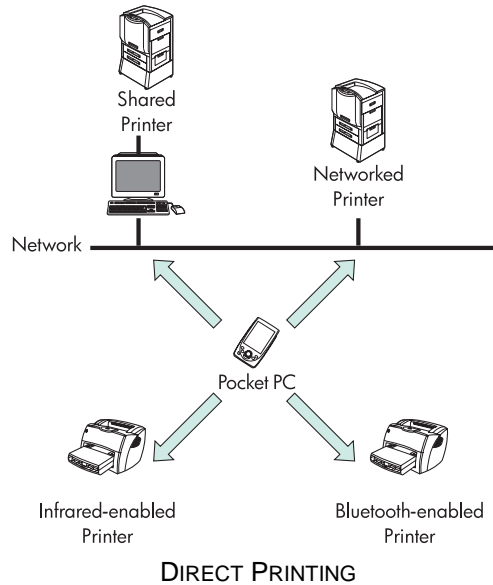 Shared
Printer
Networked
Printer
Network
Pocket PC
Infrared-enabled
Printer
Bluetooth-enabled
Printer
DIRECT PRINTING